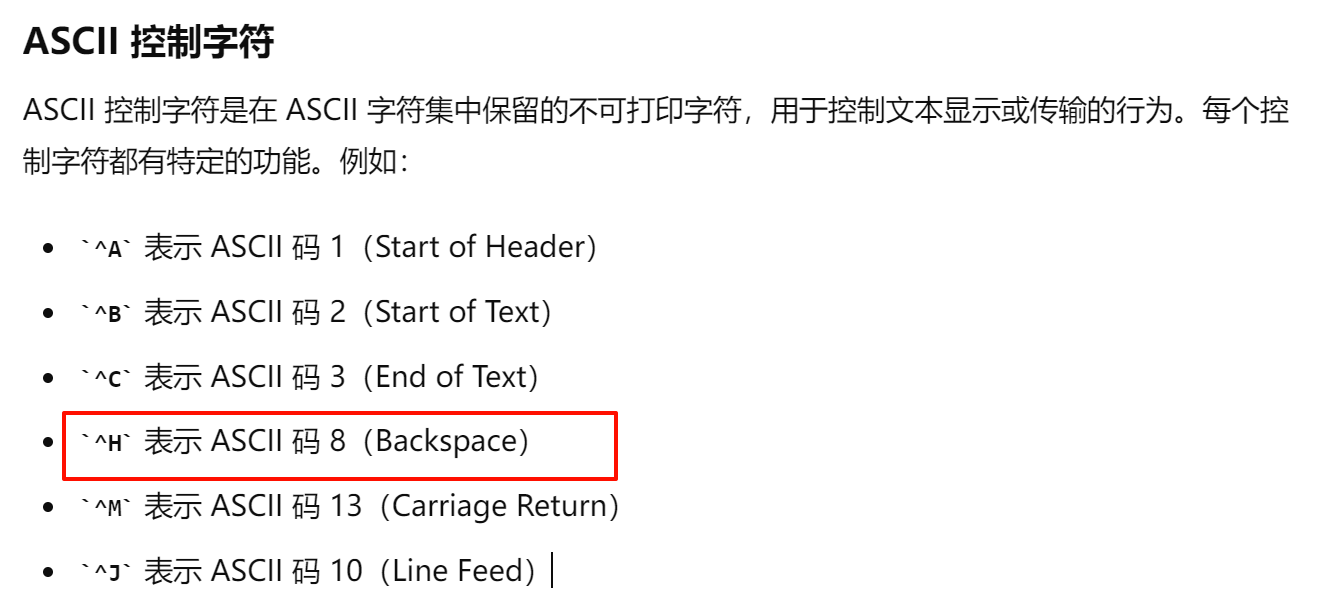 ASCII 控制字符
ASCII 控制字符是在 ASCII 字符集中保留的不可打印字符，用于控制文本显示或传输的行为。每个控
制字符都有特定的功能。例如：
• `^A` 表示 ASCII 码 1（Start of Header）
• `^B` 表示 ASCII 码 2（Start of Text）
• `^C` 表示 ASCII 码 3（End of Text）
• `^H` 表示 ASCII 码 8（Backspace）
• `^M` 表示 ASCII 码 13（Carriage Return）
• `^J` 表示 ASCII 码 10（Line Feed）